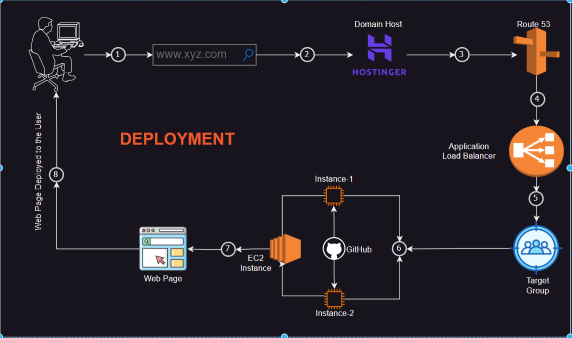 Domain Host
Route 53
1
www.xyz.com
2
HOSTINGER
3
4
DEPLOYMENT
Application
Load Balancer
5
Web Page Deployed to the User
8
Instance-1
GitHub
6
7
EC2
Instance
Web Page
Instance-2
Target
Group